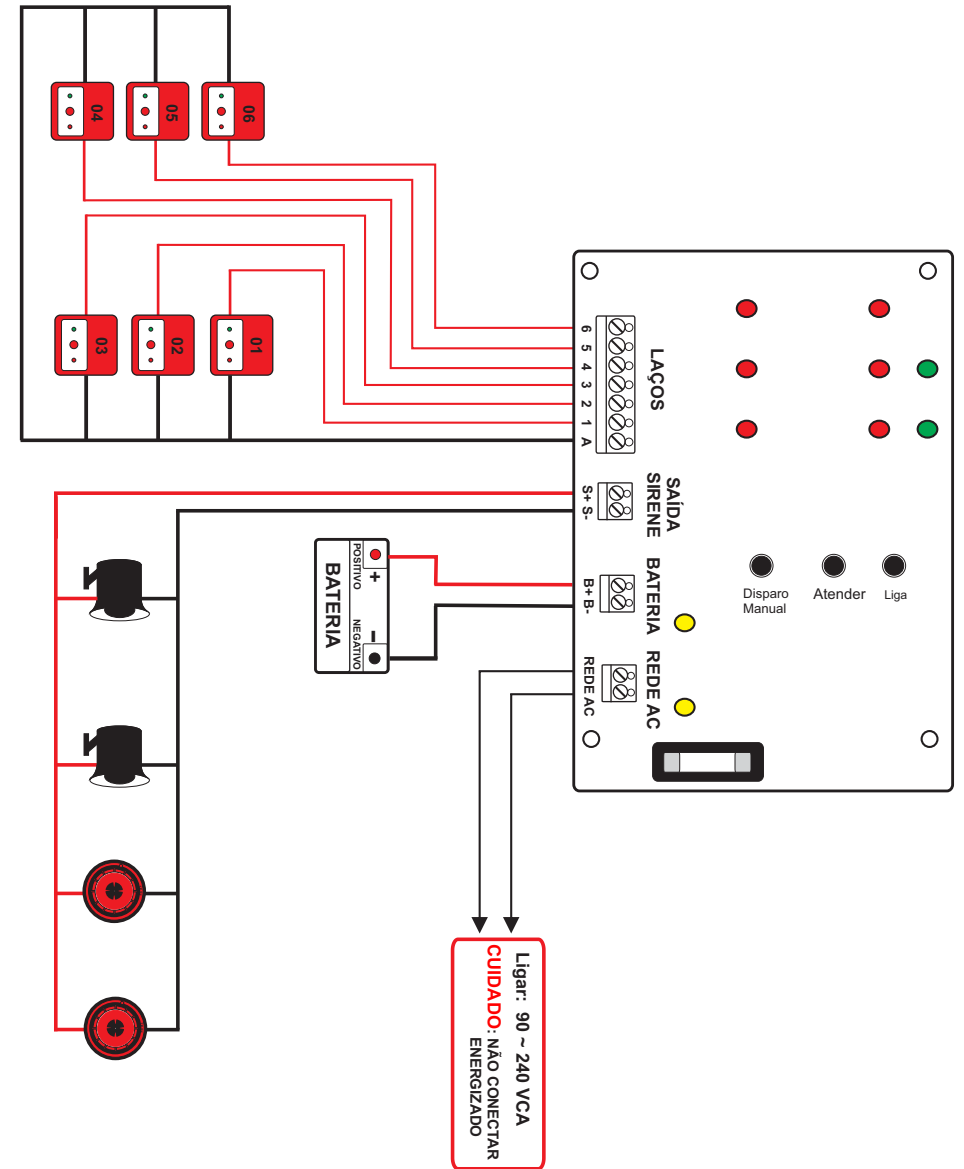 04
05
06
03
02
01
6
5
4
3
2
1
A
LAÇOS
S+ S-
SAÍDA
SIRENE
B+ B-
BATERIA
REDE AC
REDE AC
Disparo
Manual
Atender
Liga
POSITIVO
+
NEGATIVO
-
BATERIA
Ligar: 90 ~ 240 VCA
CUIDADO: NÃO CONECTAR
ENERGIZADO